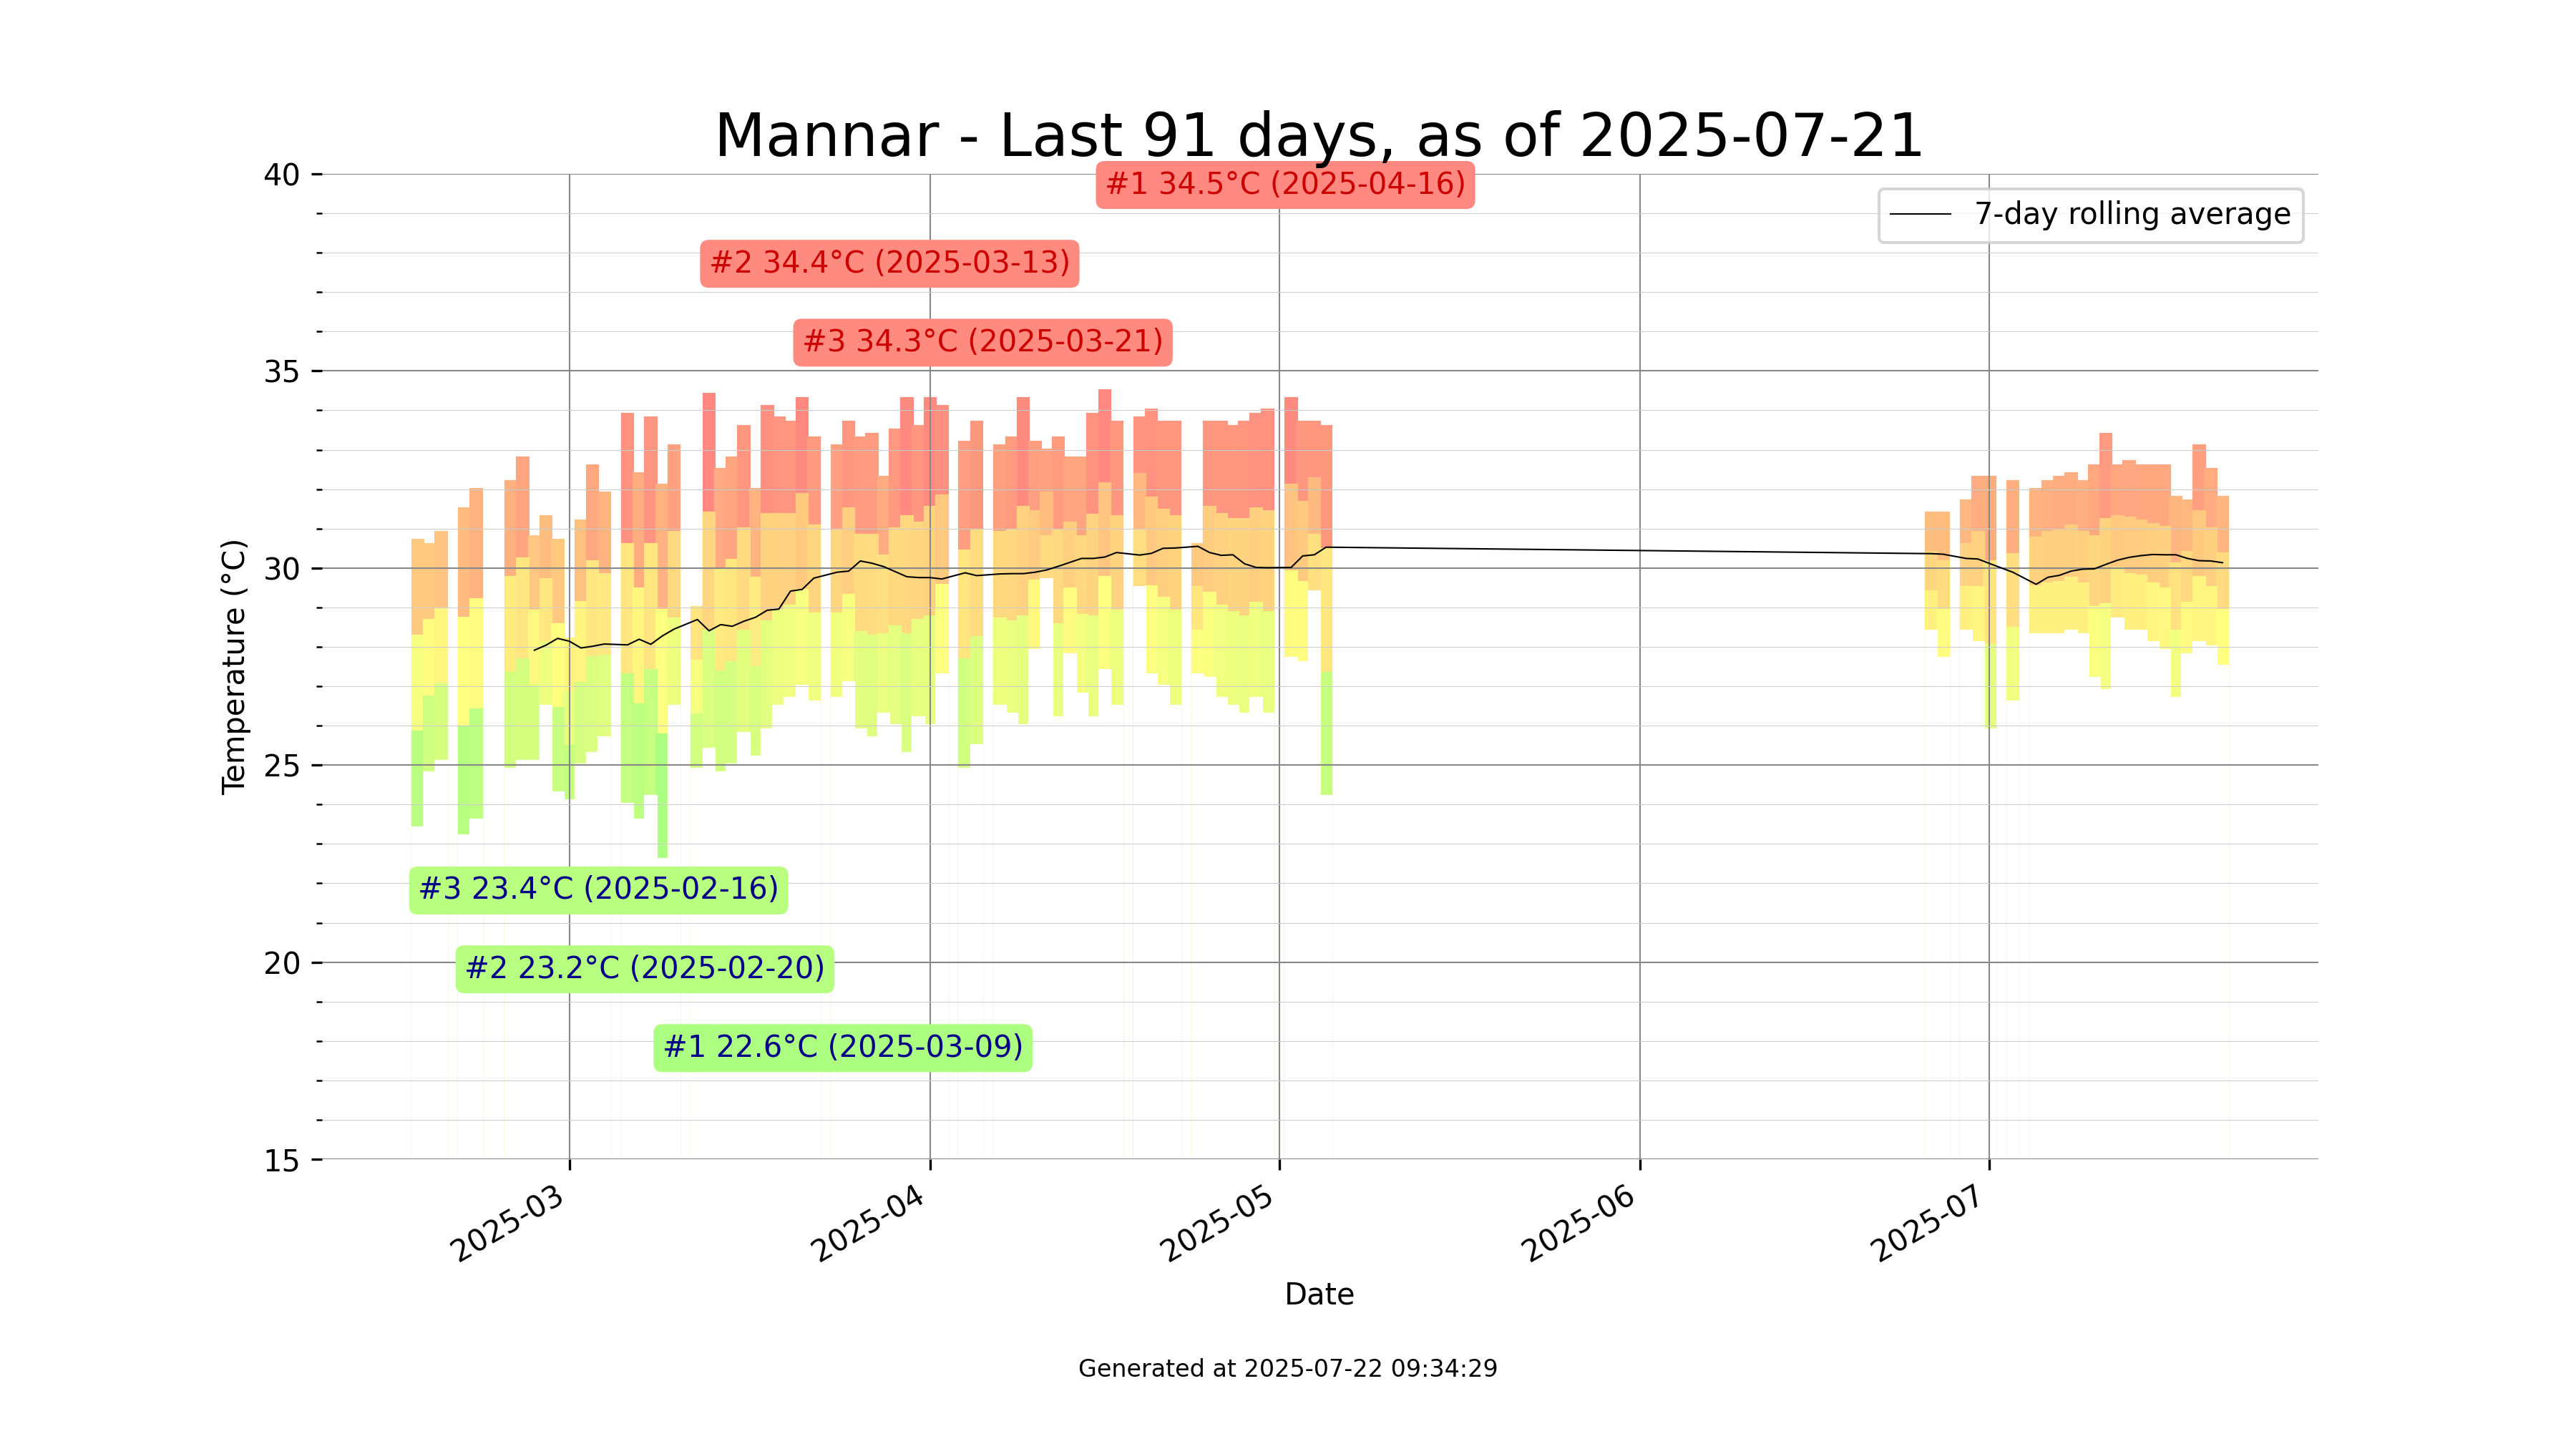 Mannar - Last 91 days, as of 2025-07-21
#1 34.5°C (2025-04-16)
7-day rolling average
#2 34.4°C (2025-03-13)
#3 34.3°C (2025-03-21)
#3 23.4°C (2025-02-16)
#2 23.2°C (2025-02-20)
#1 22.6°C (2025-03-09)
Temperature (°C)
40
35
30
25
20
15
2025-03
2025-04
2025-05
2025-06
2025-07
Date
Generated at 2025-07-22 09:34:29